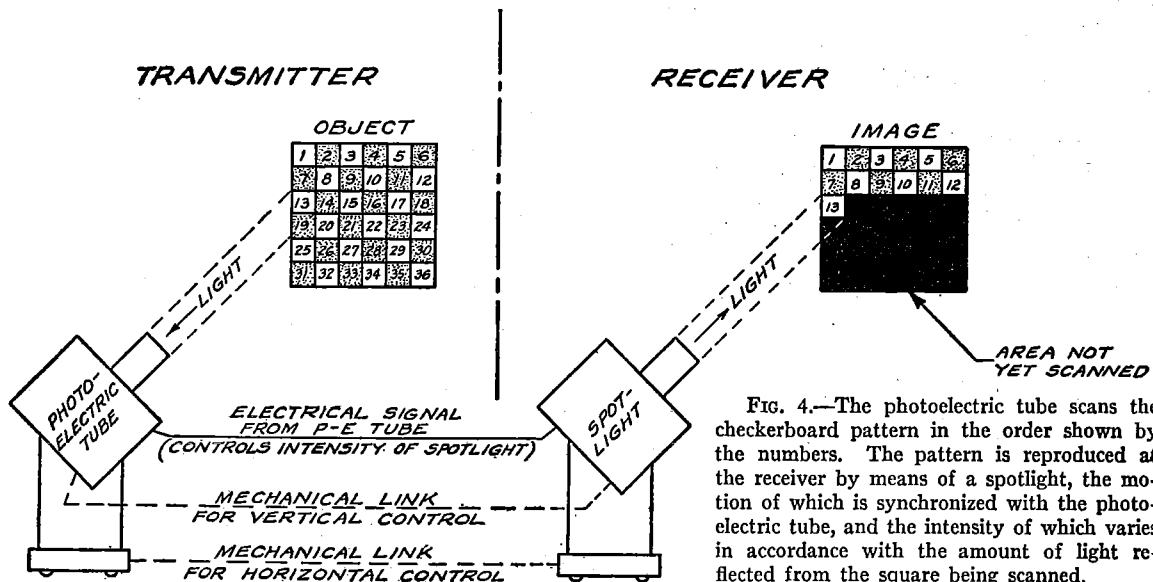 TRANSMITTER
RECEIVER
OBJECT
1 2 3 4 5 6
7 8 9 10 11 12
13 14 15 16 17 18
19 20 21 22 23 24
25 26 27 28 29 30
31 32 33 34 35 36
IMAGE
1 2 3 4 5 6
7 8 9 10 11 12
13
LIGHT
LIGHT
AREA NOT
YET SCANNED
PHOTO-
ELECTRIC
TUBE
SPOT-
LIGHT
ELECTRICAL SIGNAL
FROM P-E TUBE
(CONTROLS INTENSITY OF SPOTLIGHT)
MECHANICAL LINK
FOR VERTICAL CONTROL
MECHANICAL LINK
FOR HORIZONTAL CONTROL
FIG. 4.—The photoelectric tube scans the
checkerboard pattern in the order shown by
the numbers. The pattern is reproduced at
the receiver by means of a spotlight, the mo-
tion of which is synchronized with the photo-
electric tube, and the intensity of which varies
in accordance with the amount of light re-
flected from the square being scanned.